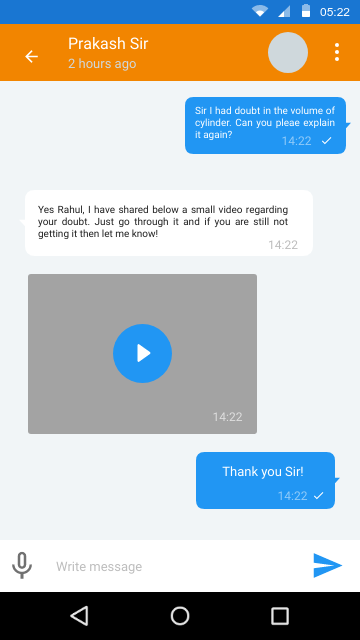 05:22
Prakash Sir
2 hours ago
Sir I had doubt in the volume of
cylinder. Can you pleae explain
it again?
14:22
Yes Rahul, I have shared below a small video regarding
your doubt. Just go through it and if you are still not
getting it then let me know!
14:22
14:22
Thank you Sir!
14:22
Write message